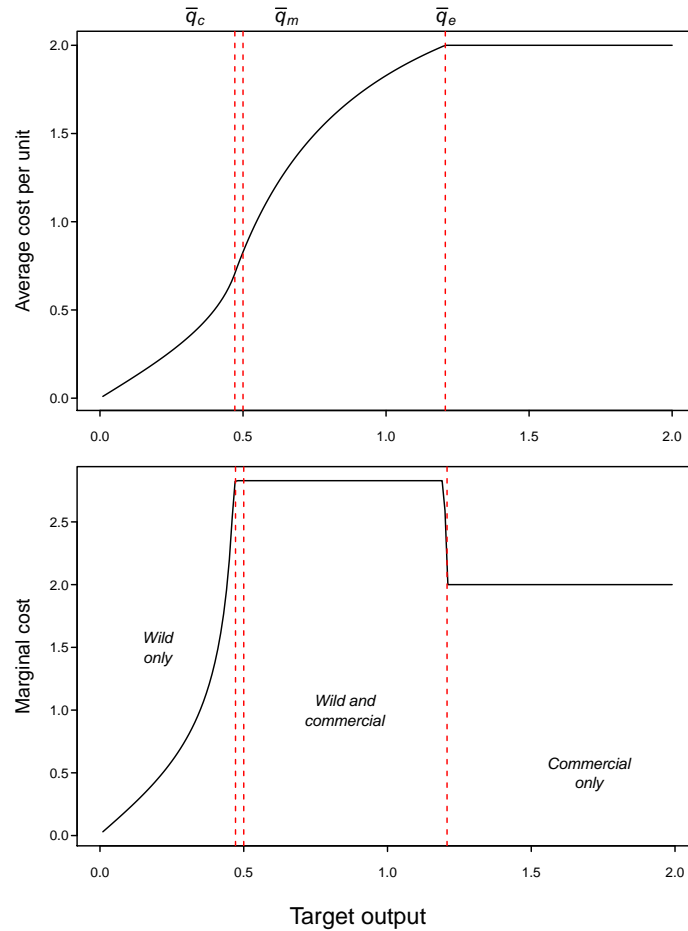 q̅c q̅m q̅e
Average cost per unit
2.0
1.5
1.0
0.5
0.0
0.0 0.5 1.0 1.5 2.0
Marginal cost
2.5
2.0
1.5
1.0
0.5
0.0
Wild
only
Wild and
commercial
Commercial
only
0.0 0.5 1.0 1.5 2.0
Target output